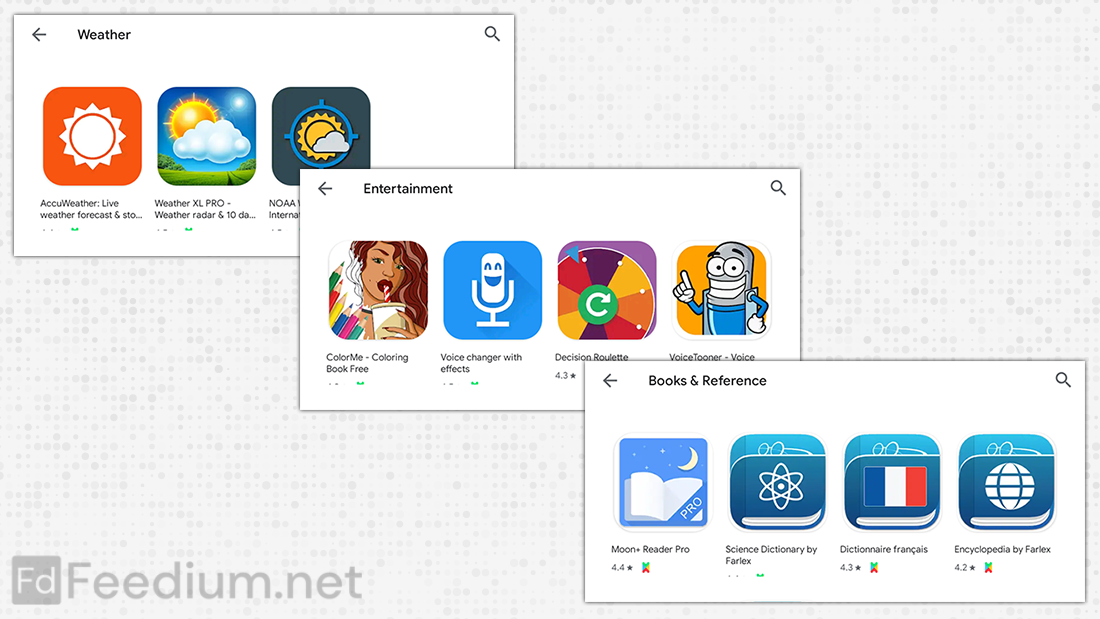 Weather
AccuWeather: Live
weather forecast & sto...
Weather XL PRO -
Weather radar & 10 da...
NOAA
Internat
Entertainment
ColorMe - Coloring
Book Free
Voice changer with
effects
Decision Roulette
4.3★
VoiceTooner - Voice
Books & Reference
PRO
Moon+ Reader Pro
4.4★
Science Dictionary by
Farlex
Dictionnaire français
4.3★
Encyclopedia by Farlex
4.2★
Fd Feedium.net